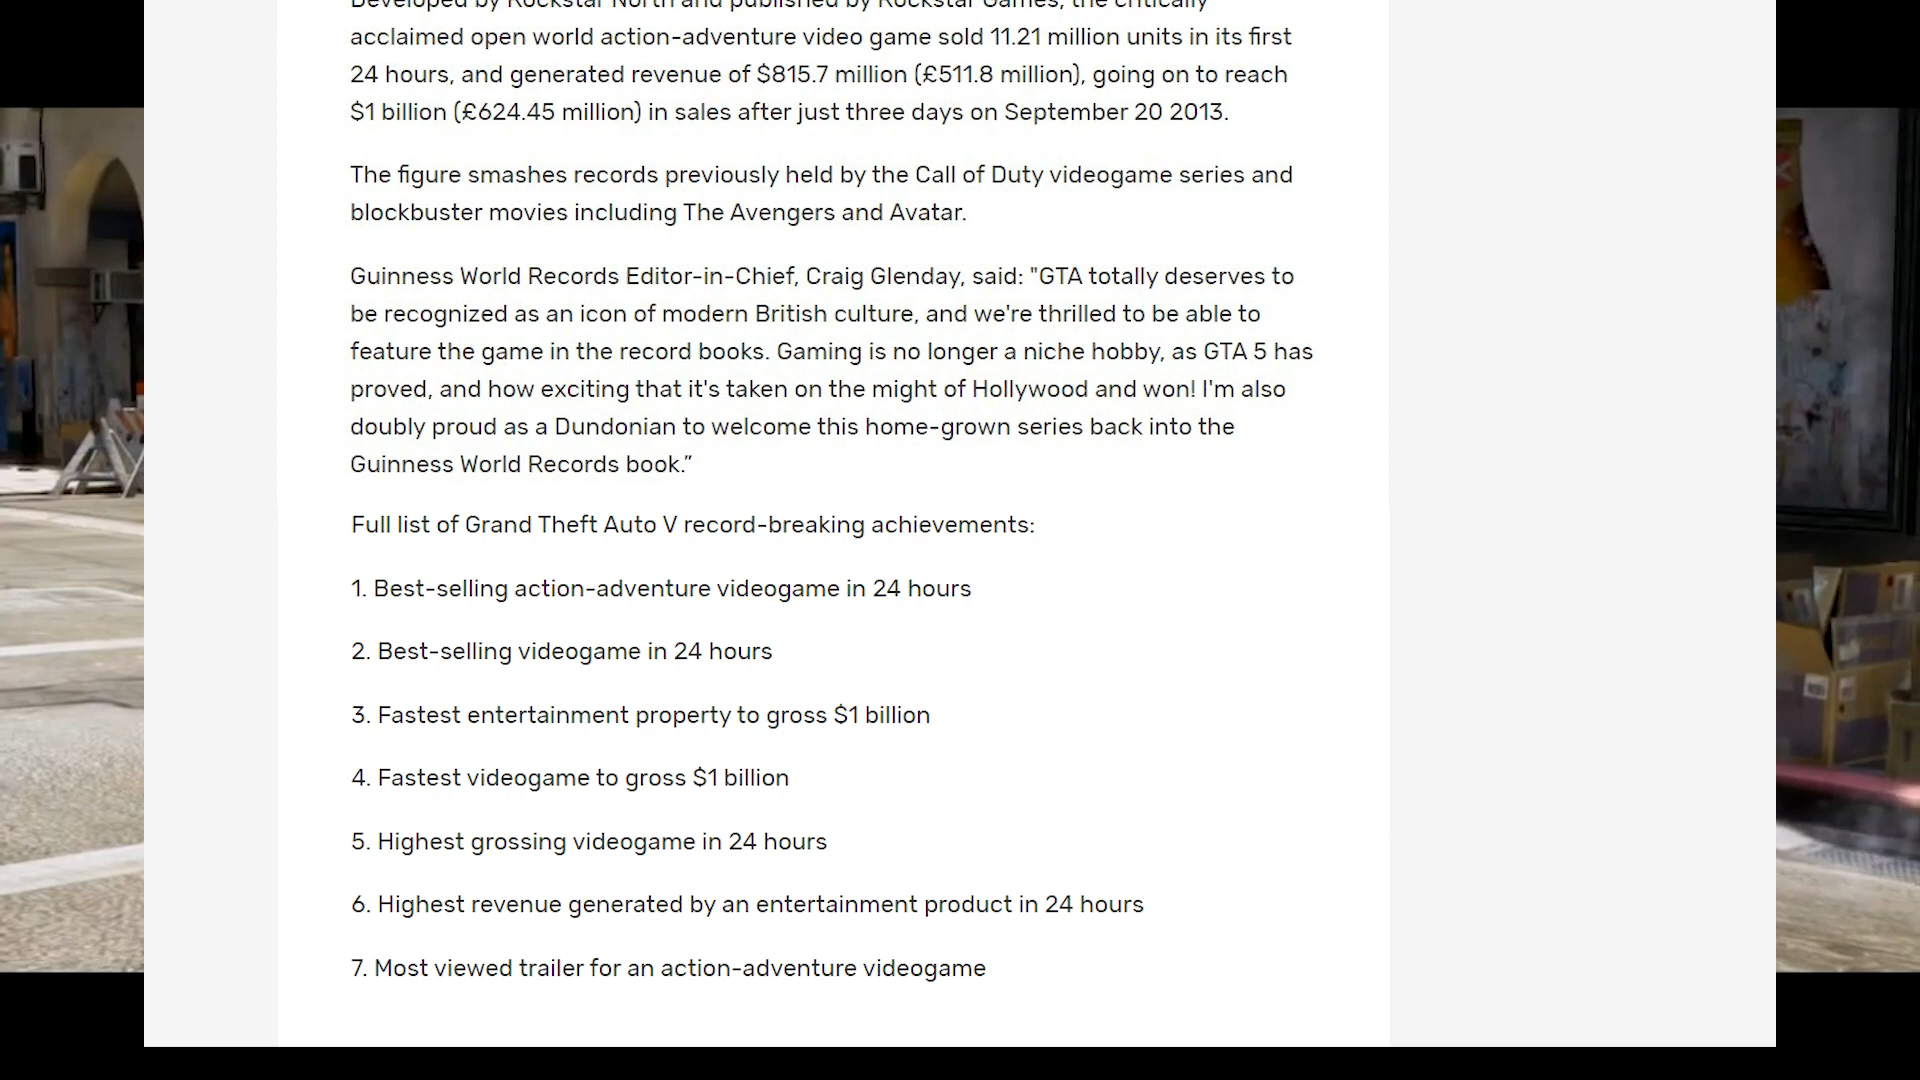 Developed by Rockstar North and published by Rockstar Games, the critically
acclaimed open world action-adventure video game sold 11.21 million units in its first
24 hours, and generated revenue of $815.7 million (£511.8 million), going on to reach
$1 billion (£624.45 million) in sales after just three days on September 20 2013.
The figure smashes records previously held by the Call of Duty videogame series and
blockbuster movies including The Avengers and Avatar.
Guinness World Records Editor-in-Chief, Craig Glenday, said: "GTA totally deserves to
be recognized as an icon of modern British culture, and we're thrilled to be able to
feature the game in the record books. Gaming is no longer a niche hobby, as GTA 5 has
proved, and how exciting that it's taken on the might of Hollywood and won! I'm also
doubly proud as a Dundonian to welcome this home-grown series back into the
Guinness World Records book.”
Full list of Grand Theft Auto V record-breaking achievements:
1. Best-selling action-adventure videogame in 24 hours
2. Best-selling videogame in 24 hours
3. Fastest entertainment property to gross $1 billion
4. Fastest videogame to gross $1 billion
5. Highest grossing videogame in 24 hours
6. Highest revenue generated by an entertainment product in 24 hours
7. Most viewed trailer for an action-adventure videogame